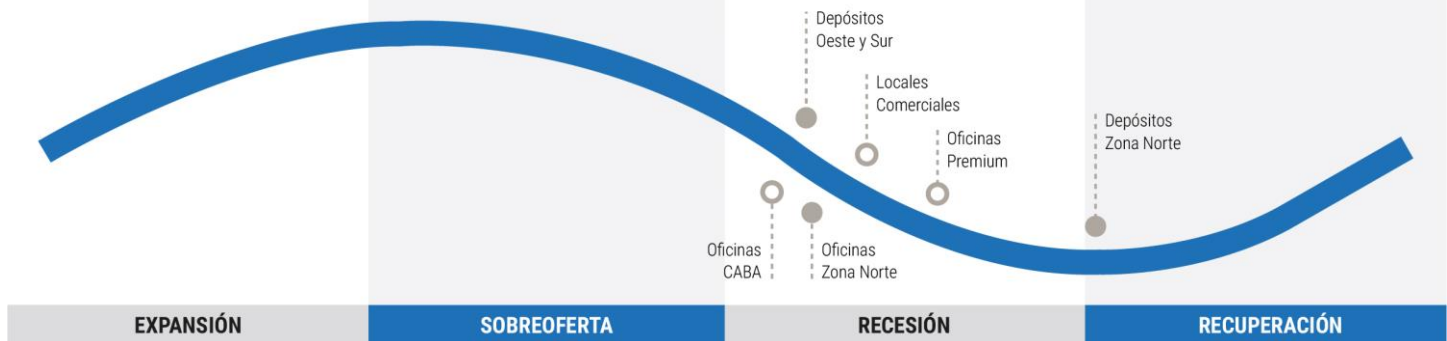 Depósitos
Oeste y Sur
Locales
Comerciales
Oficinas
Premium
Depósitos
Zona Norte
Oficinas
CABA
Oficinas
Zona Norte
EXPANSIÓN
SOBREOFERTA
RECESIÓN
RECUPERACIÓN